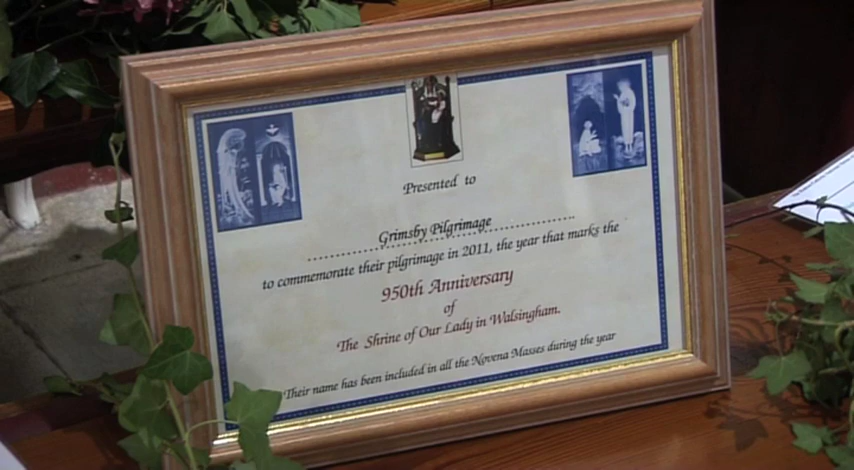 Presented to
Grimsby Pilgrimage
to commemorate their pilgrimage in 2011, the year that marks the
950th Anniversary
of
The Shrine of Our Lady in Walsingham.
Their name has been included in all the Novena Masses during the year